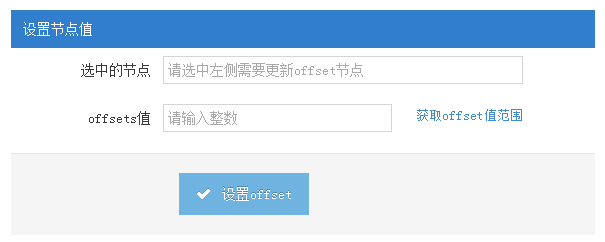 设置节点值
选中的节点 请选中左侧需要更新offset节点
offsets值 请输入整数 获取offset值范围
设置offset